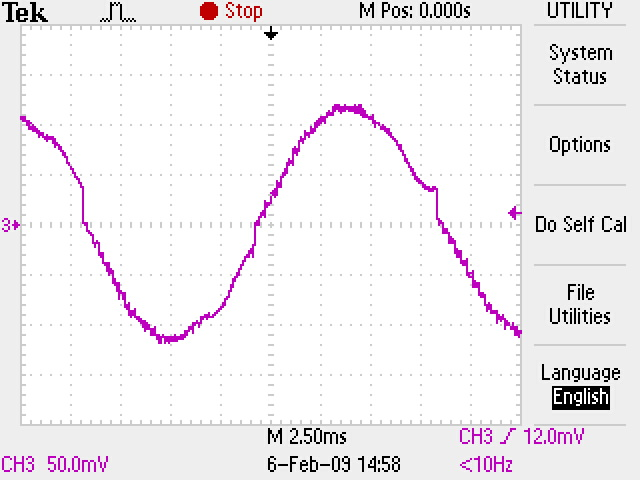 Tek Stop M Pos: 0.000s UTILITY
System
Status
Options
3
Do Self Cal
File
Utilities
Language
English
M 2.50ms CH3 12.0mV
CH3 50.0mV 6-Feb-09 14:58 <10Hz